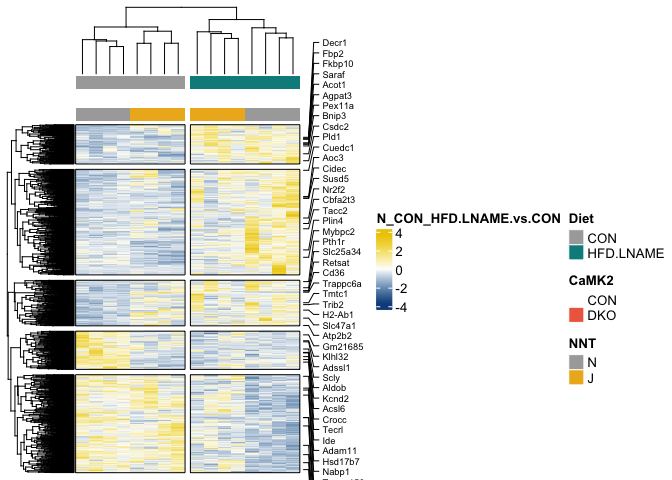 Decr1
Fbp2
Fkbp10
Saraf
Acot1
Agpat3
Pex11a
Bnip3
Csdc2
Pld1
Cuedc1
Aoc3
Cidec
Susd5
Nr2f2
Cbfa2t3
Tacc2
Plin4
Mybpc2
Pth1r
Slc25a34
Retsat
Cd36
Trappc6a
Tmtc1
Trib2
H2-Ab1
Slc47a1
Atp2b2
Gm21685
Klhl32
Adssl1
Scly
Aldob
Kcnd2
Acsl6
Crocc
Tecrl
Ide
Adam11
Hsd17b7
Nabp1
N_CON_HFD.LNAME.vs.CON
4
2
0
-2
-4
Diet
CON
HFD.LNAME
CaMK2
CON
DKO
NNT
N
J